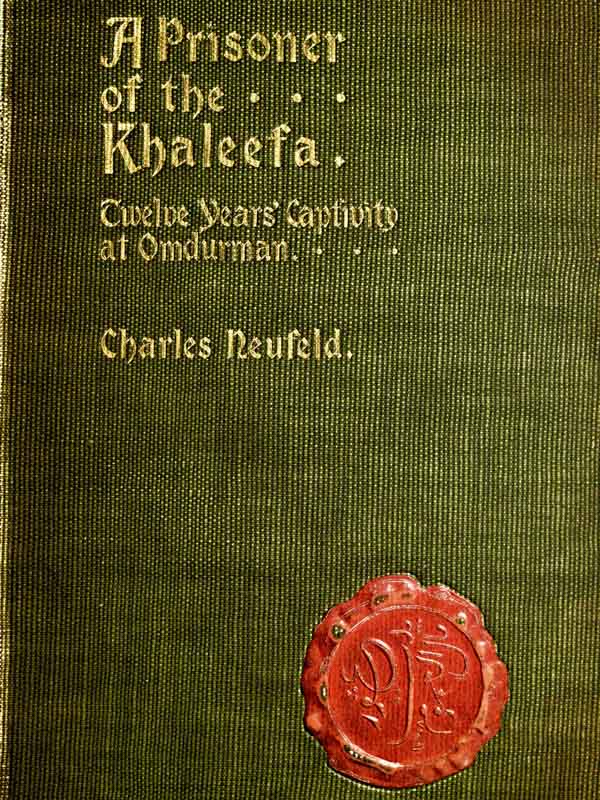 A Prisoner
of the · · ·
Khaleefa.
Twelve Years' Captivity
at Omdurman. · · ·
Charles Neufeld.